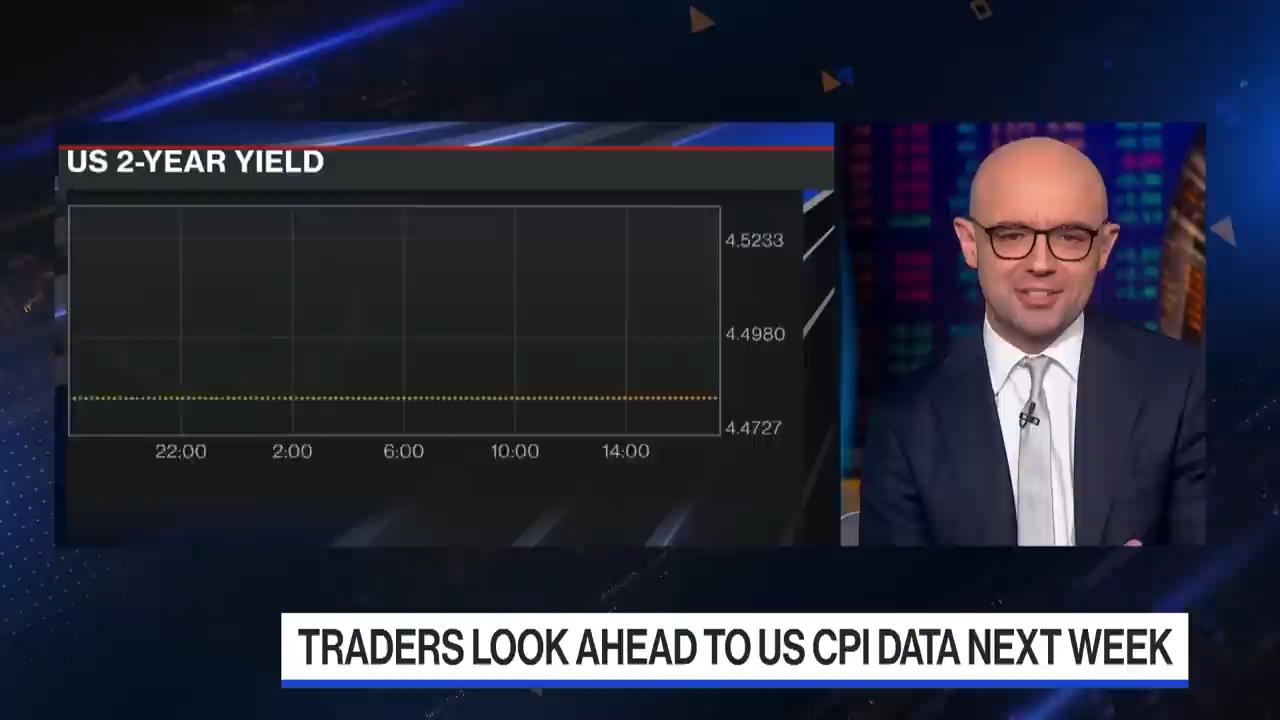 US 2-YEAR YIELD
4.5233
4.4980
4.4727
22:00 2:00 6:00 10:00 14:00
TRADERS LOOK AHEAD TO US CPI DATA NEXT WEEK